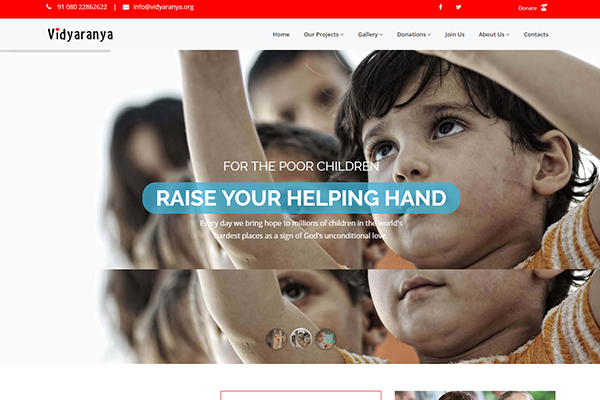 91 080 22862622 | info@vidyaranya.org
Donate
Vidyaranya
Home Our Projects Gallery Donations Join Us About Us Contacts
FOR THE POOR CHILDREN
RAISE YOUR HELPING HAND
Every day we bring hope to millions of children in the world's
hardest places as a sign of God's unconditional love.